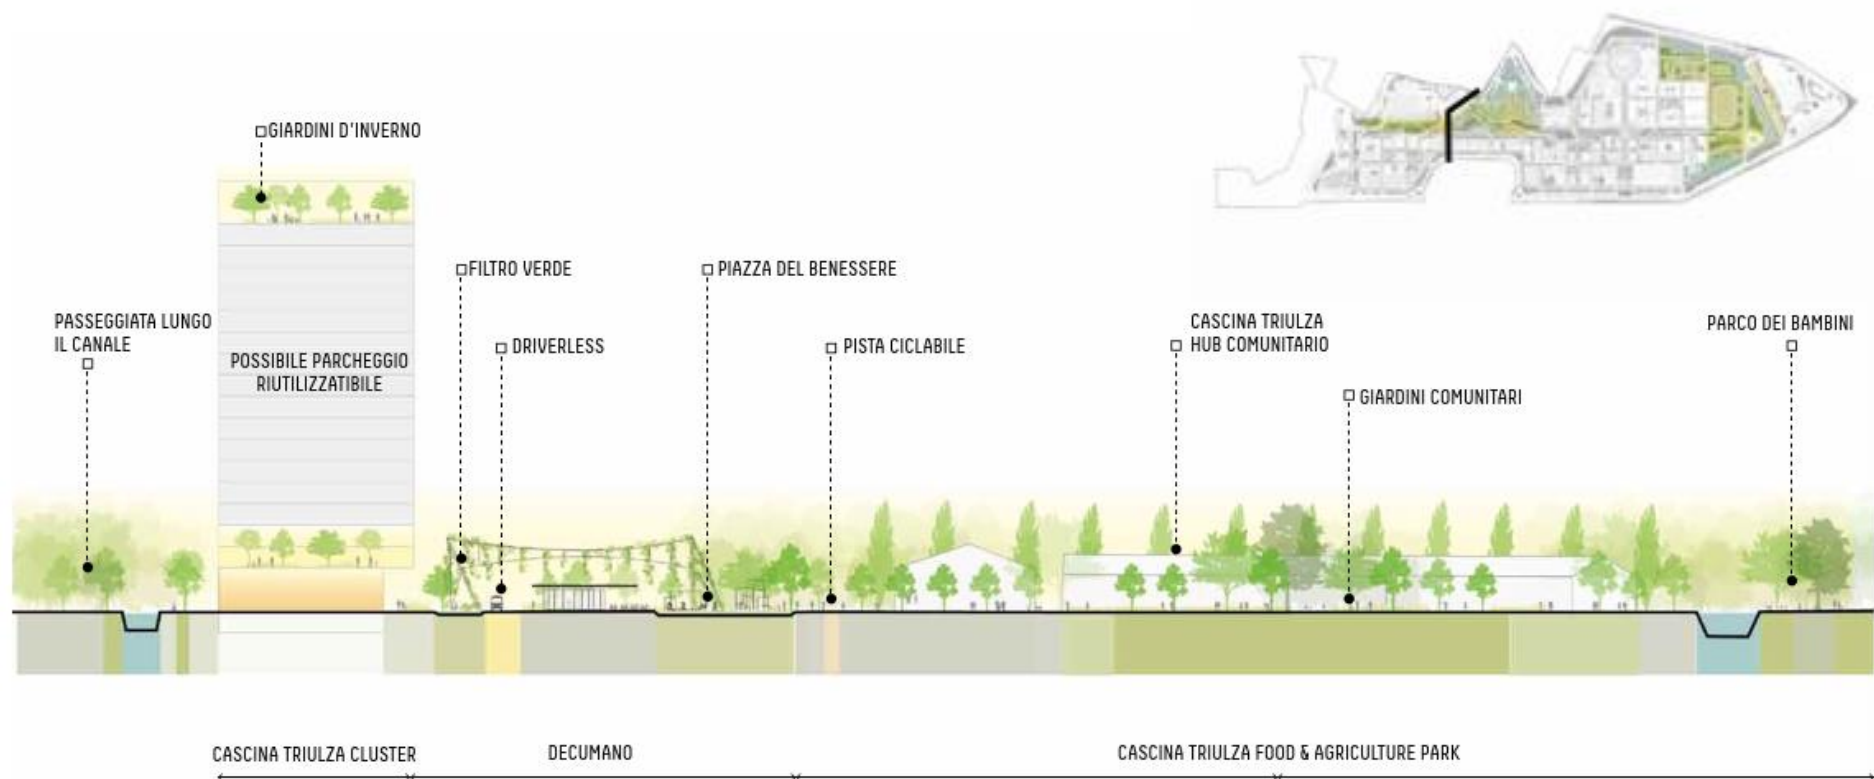 GIARDINI D'INVERNO
FILTRO VERDE
PIAZZA DEL BENESSERE
PASSEGGIATA LUNGO
IL CANALE
POSSIBILE PARCHEGGIO
RIUTILIZZATIBILE
DRIVERLESS
PISTA CICLABILE
CASCINA TRIULZA
HUB COMUNITARIO
GIARDINI COMUNITARI
PARCO DEI BAMBINI
CASCINA TRIULZA CLUSTER
DECUMANO
CASCINA TRIULZA FOOD & AGRICULTURE PARK